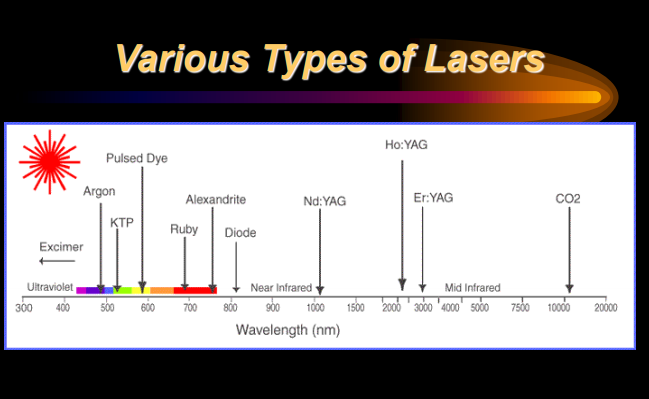 Various Types of Lasers
Ho:YAG
Pulsed Dye
Argon
Alexandrite
Nd:YAG
Er:YAG
CO2
KTP
Ruby
Diode
Excimer
Ultraviolet
Near Infrared
Mid Infrared
300 400 500 600 700 800 900 1000 1500 2000 3000 4000 5000 7500 10000 20000
Wavelength (nm)